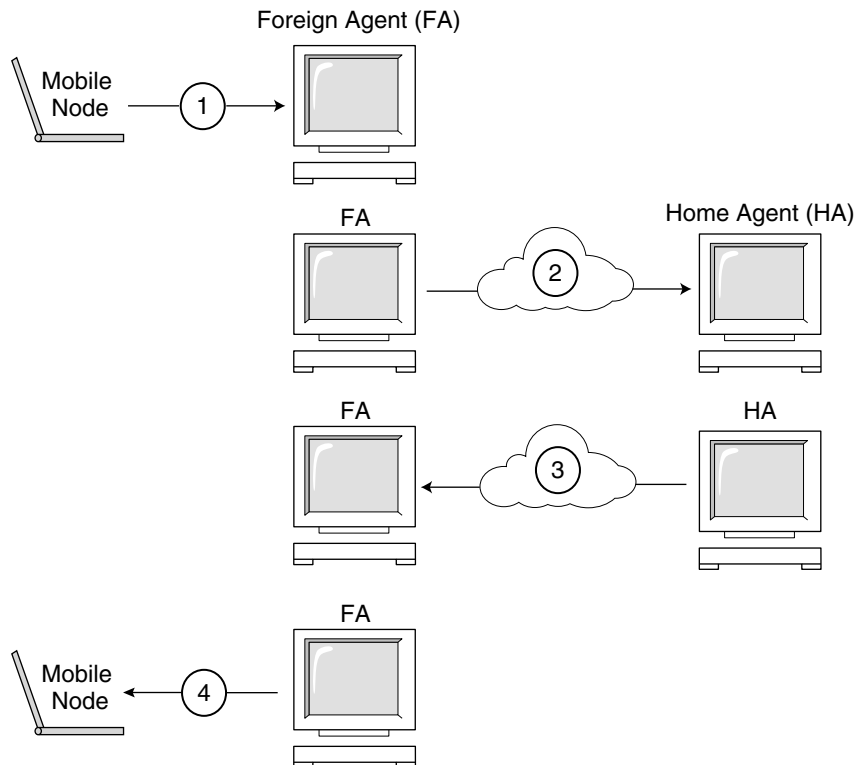 Foreign Agent (FA)
Mobile
Node
1
FA
Home Agent (HA)
2
FA
HA
3
FA
Mobile
Node
4